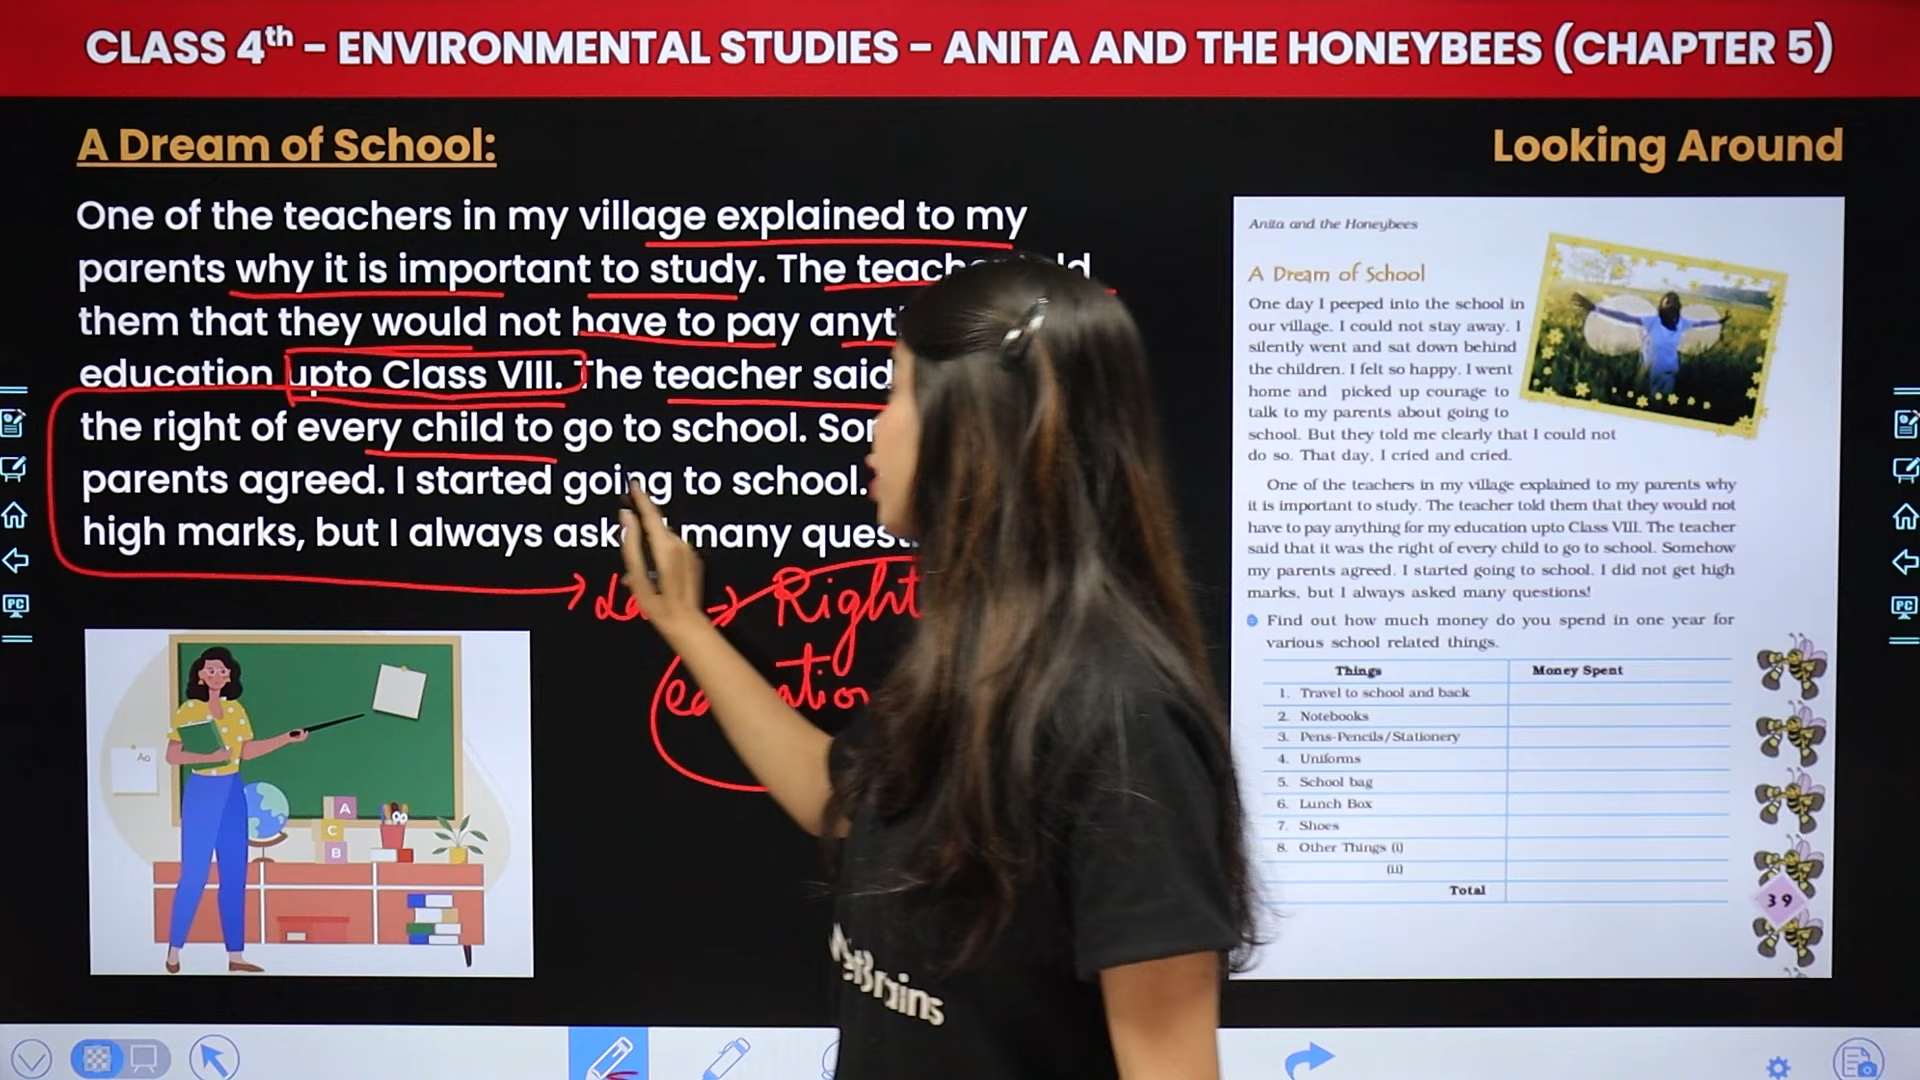 CLASS 4th – ENVIRONMENTAL STUDIES – ANITA AND THE HONEYBEES (CHAPTER 5)
A Dream of School:
One of the teachers in my village explained to my
parents why it is important to study. The
them that they would not have to pay
education upto Class VIII. The teacher said
the right of every child to go to school.
parents agreed. I started going to school.
high marks, but I always many
Right
Aa
A
C
B
Looking Around
Anita and the Honeybees
A Dream of School
One day I peeped into the school in
our village. I could not stay away. I
silently went and sat down behind
the children. I felt so happy. I went
home and picked up courage to
talk to my parents about going to
school. But they told me clearly that I could not
do so. That day, I cried and cried.
One of the teachers in my village explained to my parents why
it is important to study. The teacher told them that they would not
have to pay anything for my education upto Class VIII. The teacher
said that it was the right of every child to go to school. Somehow
my parents agreed. I started going to school. I did not get high
marks, but I always asked many questions!
Find out how much money do you spend in one year for
various school related things.
Things Money Spent
1. Travel to school and back
2. Notebooks
3. Pens-Pencils/Stationery
4. Uniforms
5. School bag
6. Lunch Box
7. Shoes
8. Other Things (i)
(ii)
Total
39
PC
PC